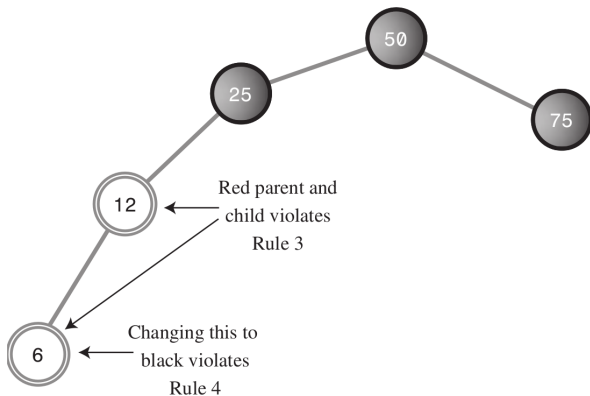 50
25
75
12
Red parent and
child violates
Rule 3
6
Changing this to
black violates
Rule 4